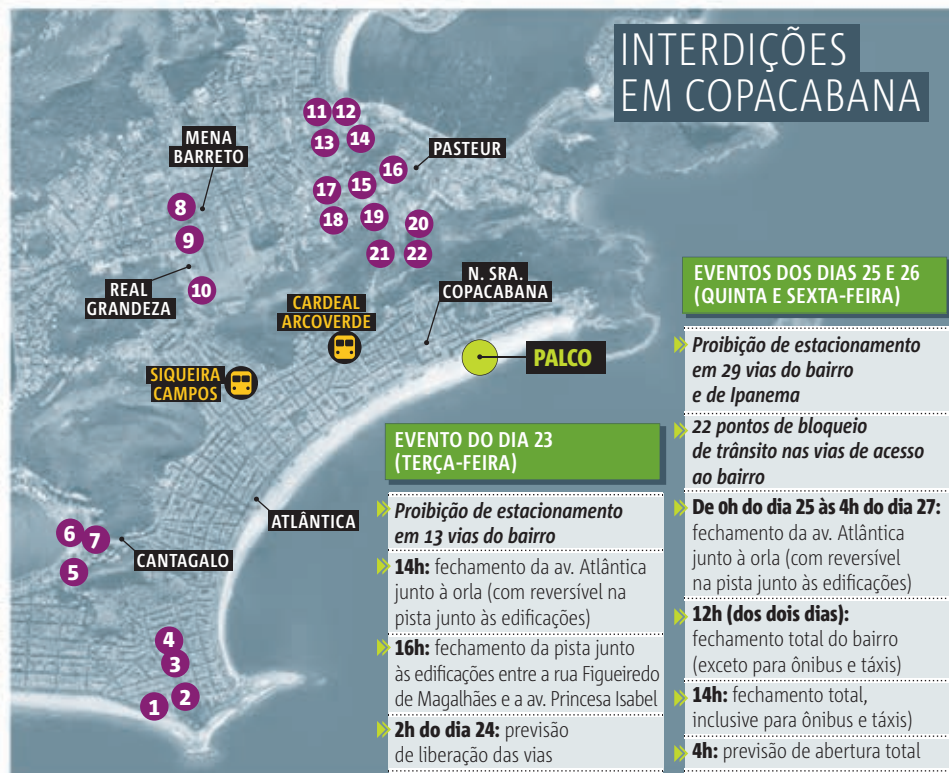 INTERDIÇÕES
EM COPACABANA
11
12
13
14
MENA
BARRETO
PASTEUR
16
15
17
8
18
19
20
9
21
22
REAL
GRANDEZA
10
N. SRA.
COPACABANA
CARDEAL
ARCOVERDE
PALCO
SIQUEIRA
CAMPOS
ATLÂNTICA
6
7
CANTAGALO
5
4
3
2
1
EVENTO DO DIA 23
(TERÇA-FEIRA)
Proibição de estacionamento
em 13 vias do bairro
14h: fechamento da av. Atlântica
junto à orla (com reversível na
pista junto às edificações)
16h: fechamento da pista junto
às edificações entre a rua Figueiredo
de Magalhães e a av. Princesa Isabel
2h do dia 24: previsão
de liberação das vias
EVENTOS DOS DIAS 25 E 26
(QUINTA E SEXTA-FEIRA)
Proibição de estacionamento
em 29 vias do bairro
e de Ipanema
22 pontos de bloqueio
de trânsito nas vias de acesso
ao bairro
De 0h do dia 25 às 4h do dia 27:
fechamento da av. Atlântica
junto à orla (com reversível
na pista junto às edificações)
12h (dos dois dias):
fechamento total do bairro
(exceto para ônibus e táxis)
14h: fechamento total,
inclusive para ônibus e táxis)
4h: previsão de abertura total